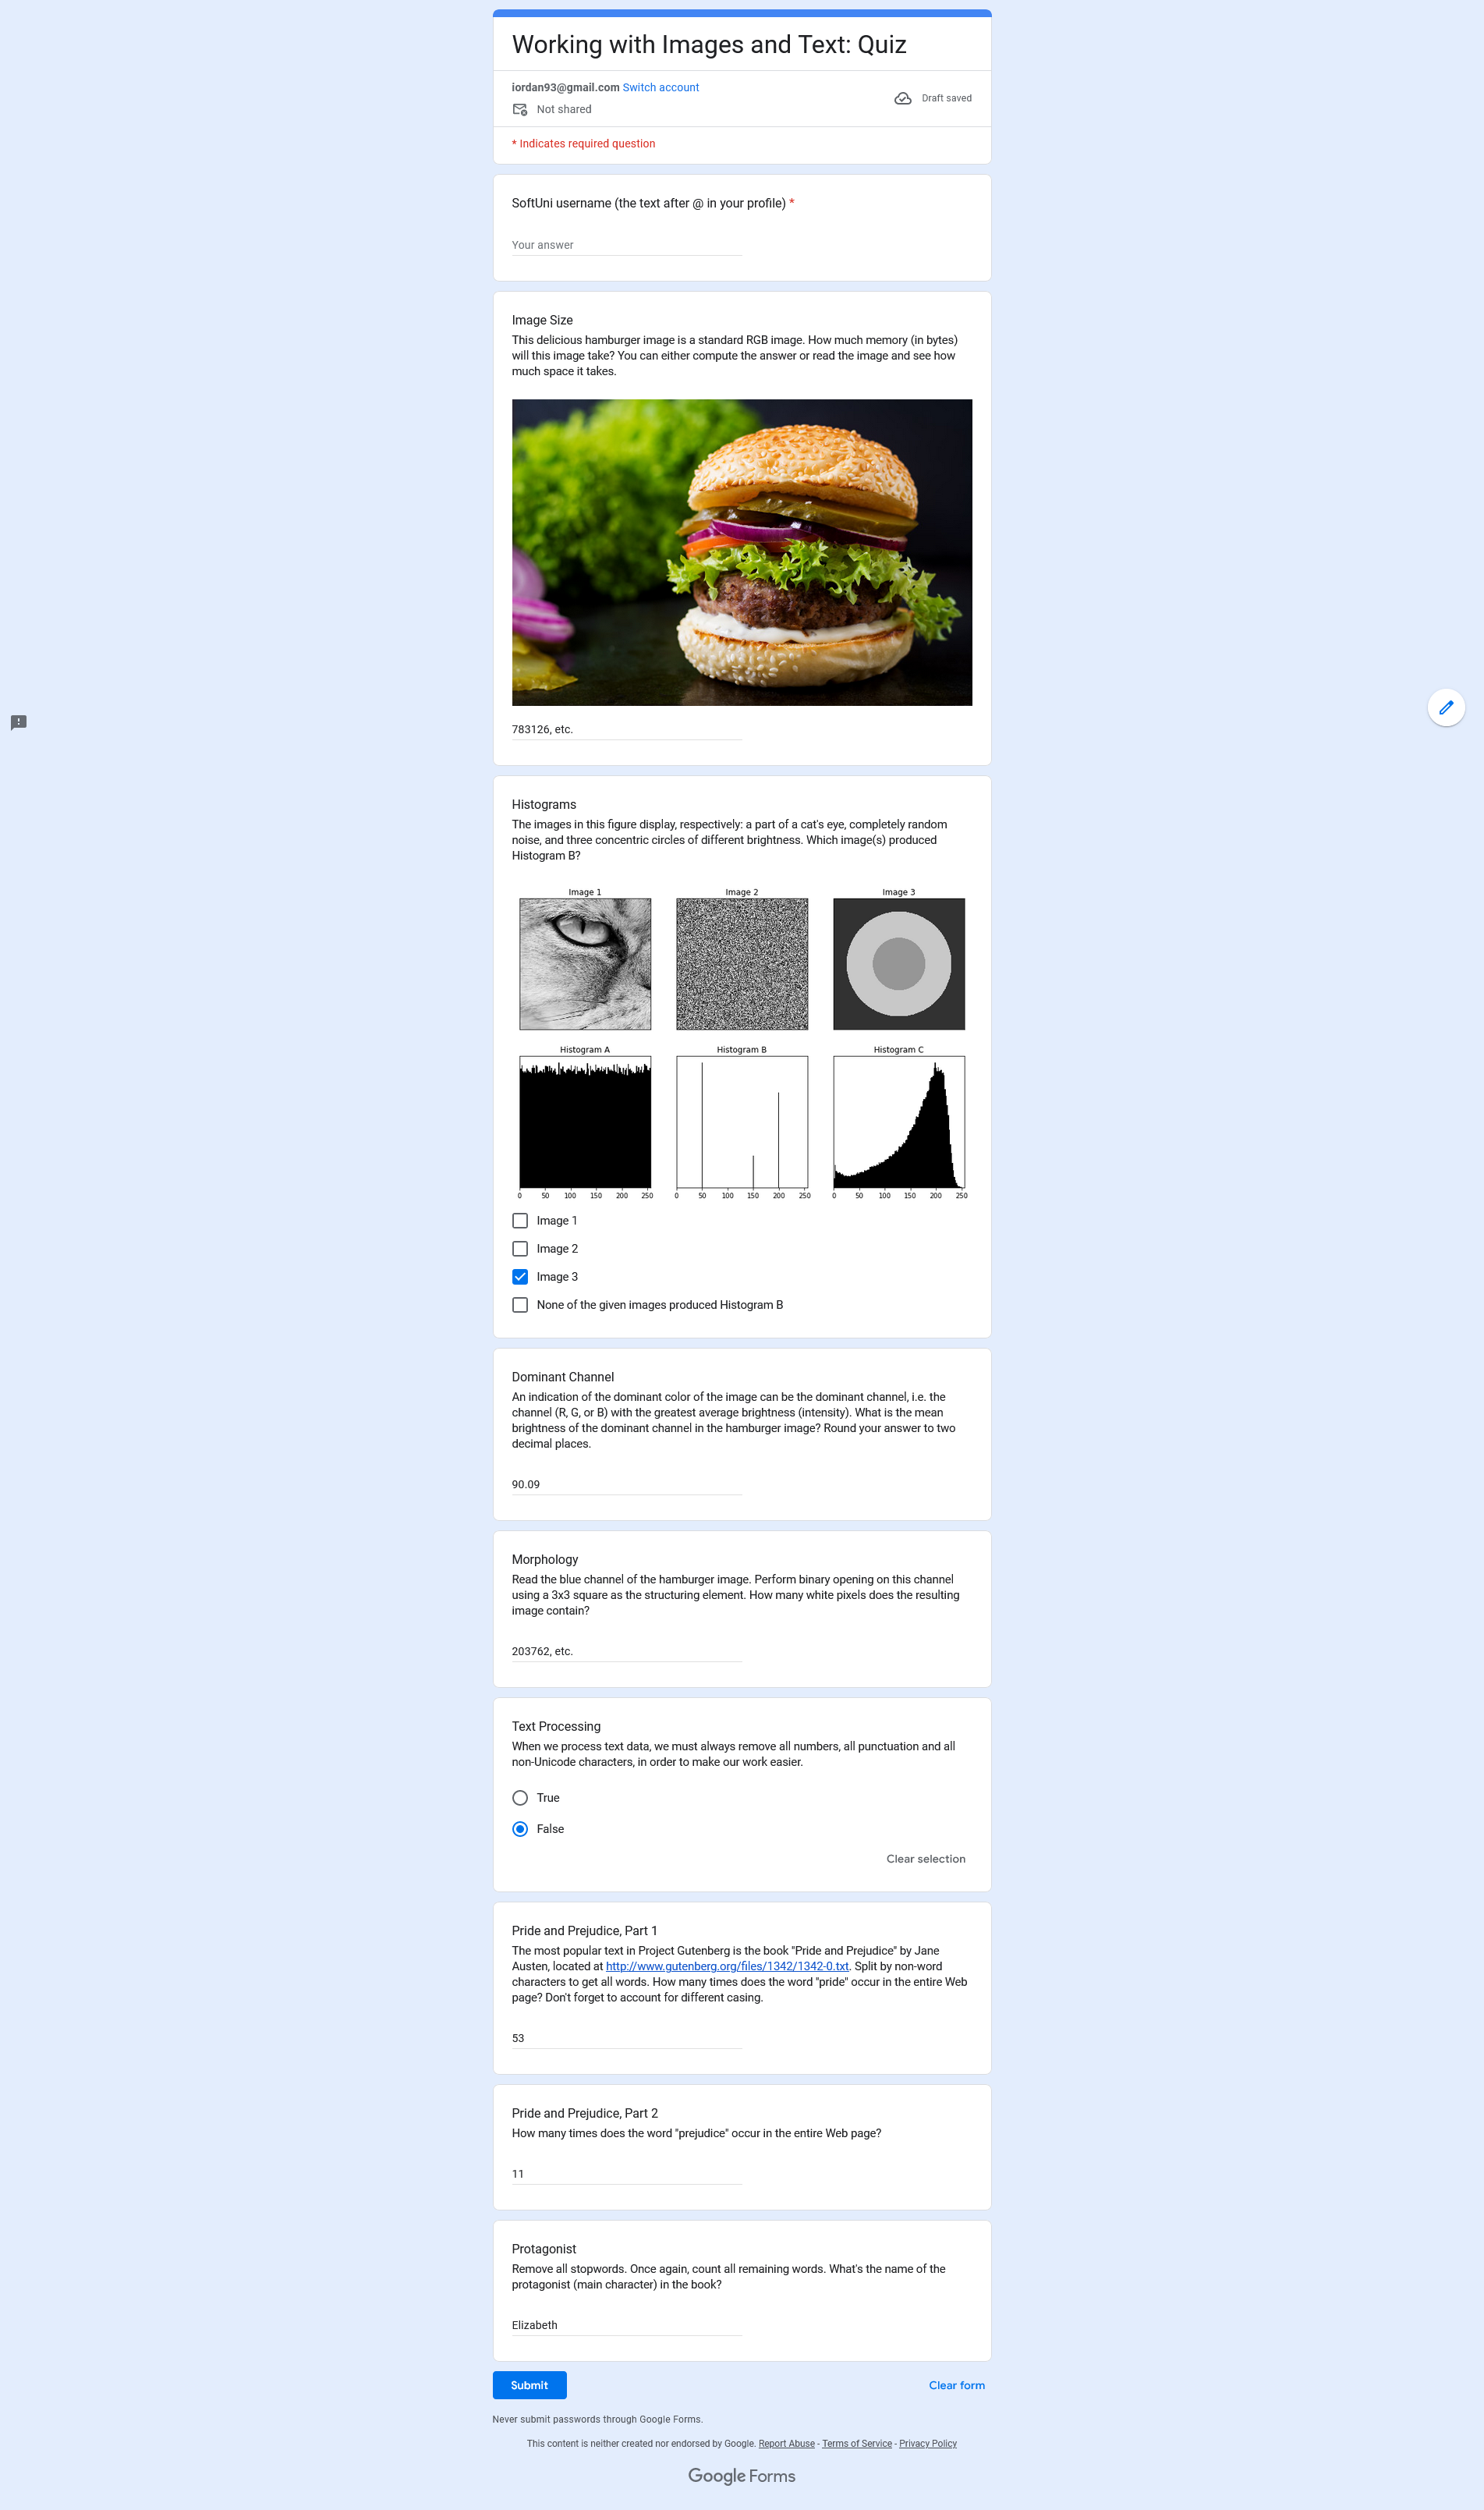 Working with Images and Text: Quiz
iordan93@gmail.com Switch account
Not shared
Draft saved
* Indicates required question
SoftUni username (the text after @ in your profile) *
Your answer
Image Size
This delicious hamburger image is a standard RGB image. How much memory (in bytes)
will this image take? You can either compute the answer or read the image and see how
much space it takes.
783126, etc.
Histograms
The images in this figure display, respectively: a part of a cat's eye, completely random
noise, and three concentric circles of different brightness. Which image(s) produced
Histogram B?
Image 1 Image 2 Image 3
Histogram A Histogram B Histogram C
0 50 100 150 200 250 0 50 100 150 200 250 0 50 100 150 200 250
Image 1
Image 2
Image 3
None of the given images produced Histogram B
Dominant Channel
An indication of the dominant color of the image can be the dominant channel, i.e. the
channel (R, G, or B) with the greatest average brightness (intensity). What is the mean
brightness of the dominant channel in the hamburger image? Round your answer to two
decimal places.
90.09
Morphology
Read the blue channel of the hamburger image. Perform binary opening on this channel
using a 3x3 square as the structuring element. How many white pixels does the resulting
image contain?
203762, etc.
Text Processing
When we process text data, we must always remove all numbers, all punctuation and all
non-Unicode characters, in order to make our work easier.
True
False
Clear selection
Pride and Prejudice, Part 1
The most popular text in Project Gutenberg is the book "Pride and Prejudice" by Jane
Austen, located at http://www.gutenberg.org/files/1342/1342-0.txt. Split by non-word
characters to get all words. How many times does the word "pride" occur in the entire Web
page? Don't forget to account for different casing.
53
Pride and Prejudice, Part 2
How many times does the word "prejudice" occur in the entire Web page?
11
Protagonist
Remove all stopwords. Once again, count all remaining words. What's the name of the
protagonist (main character) in the book?
Elizabeth
Submit
Clear form
Never submit passwords through Google Forms.
This content is neither created nor endorsed by Google. Report Abuse - Terms of Service - Privacy Policy
Google Forms